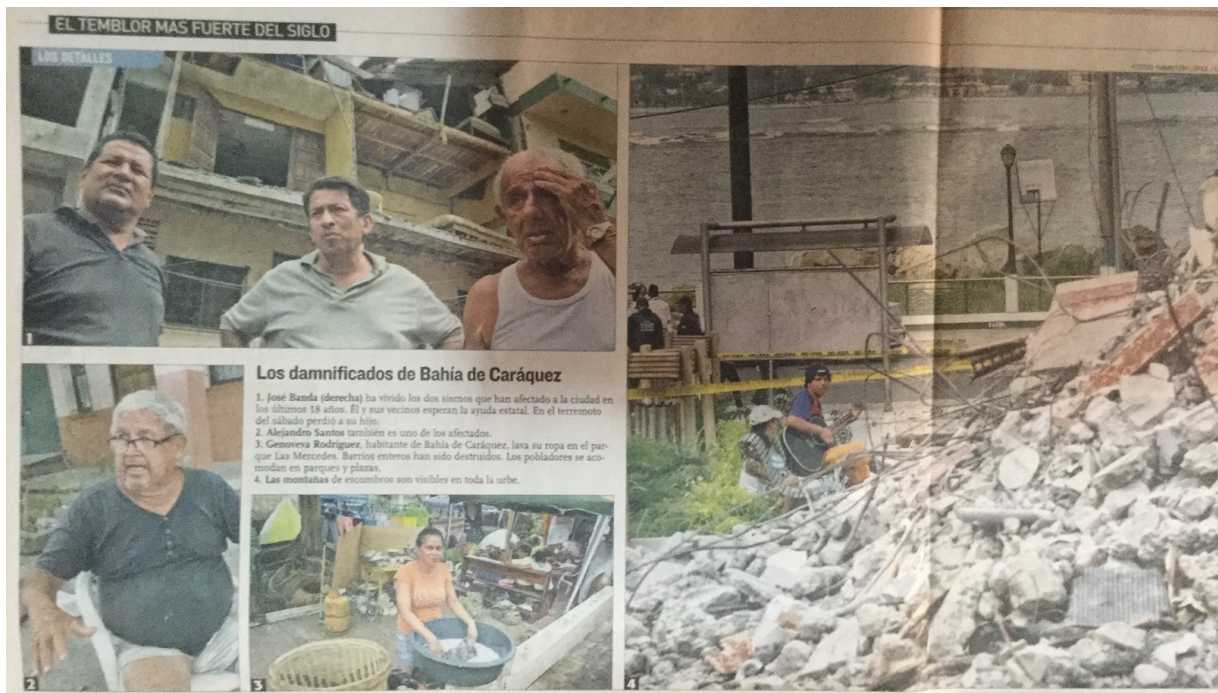 EL TEMBLOR MÁS FUERTE DEL SIGLO
LOS DETALLES
FOTOS: HAMILTON LÓPEZ /
1
Los damnificados de Bahía de Caráquez
1. José Banda (derecha) ha vivido los dos sismos que han afectado a la ciudad en
los últimos 18 años. Él y sus vecinos esperan la ayuda estatal. En el terremoto
del sábado perdió a su hijo.
2. Alejandro Santos también es uno de los afectados.
3. Genoveva Rodríguez, habitante de Bahía de Caráquez, lava su ropa en el par-
que Las Mercedes. Barrios enteros han sido destruidos. Los pobladores se aco-
modan en parques y plazas.
4. Las montañas de escombros son visibles en toda la urbe.
2
3
4